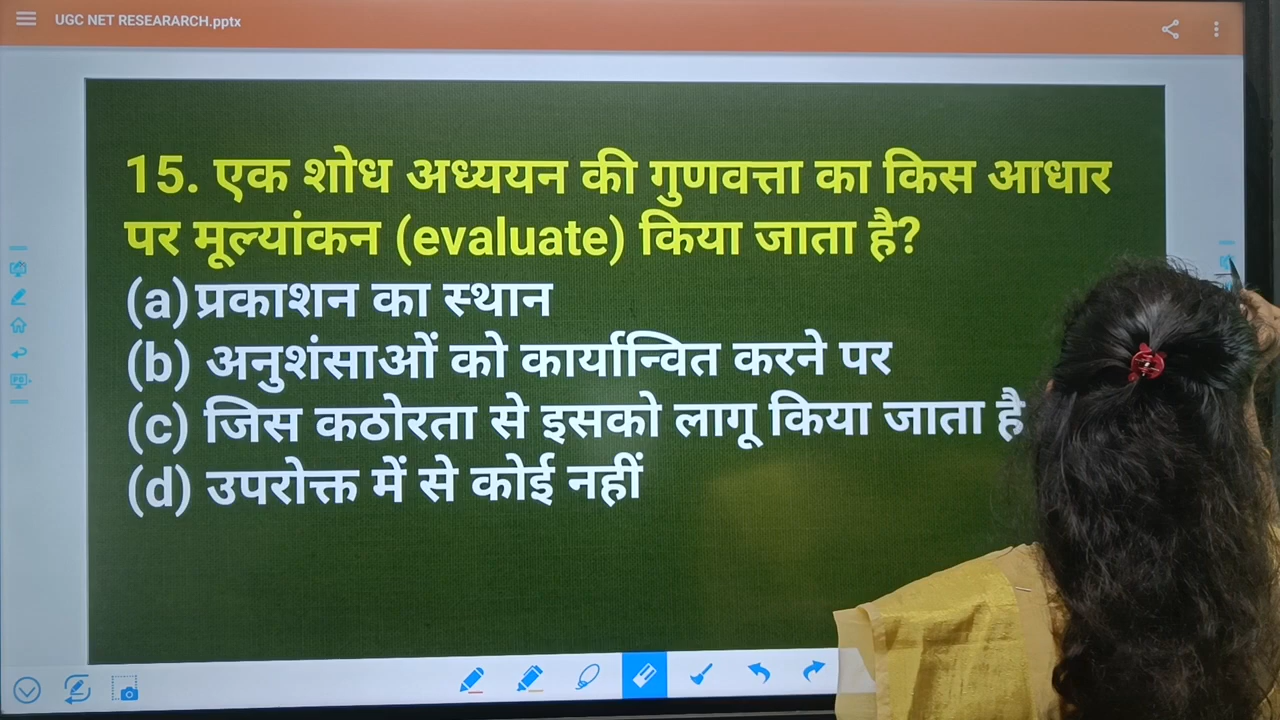 UGC NET RESEARARCH.pptx
15. एक शोध अध्ययन की गुणवत्ता का किस आधार
पर मूल्यांकन (evaluate) किया जाता है?
(a) प्रकाशन का स्थान
(b) अनुशंसाओं को कार्यान्वित करने पर
(c) जिस कठोरता से इसको लागू किया जाता है
(d) उपरोक्त में से कोई नहीं